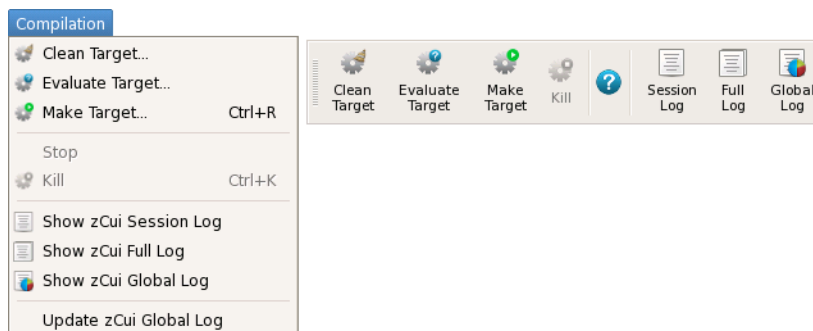 Compilation
Clean Target...
Evaluate Target...
Make Target... Ctrl+R
Stop
Kill Ctrl+K
Show zCui Session Log
Show zCui Full Log
Show zCui Global Log
Update zCui Global Log
Clean Evaluate Make Kill Session Full Global
Target Target Target Log Log Log